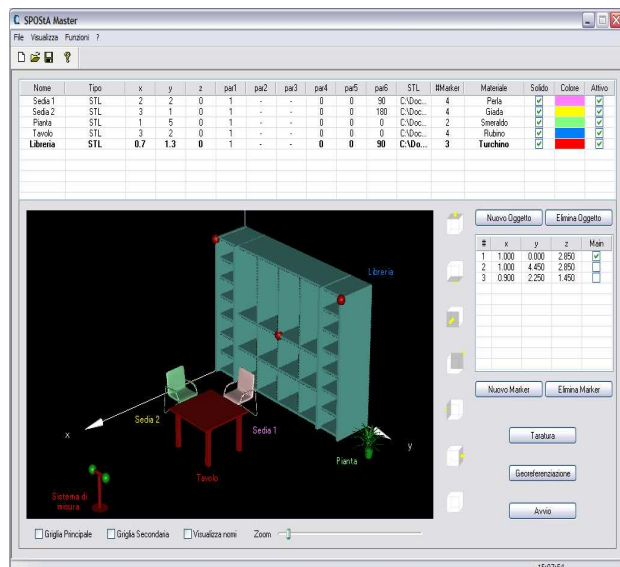 SPOStA Master
File Visualizza Funzioni ?
Nome Tipo x y z par1 par2 par3 par4 par5 par6 STL #Marker Materiale Solido Colore Attivo
Sedia 1 STL 2 2 0 1 - - 0 0 90 C:\Doc... 4 Perla
Sedia 2 STL 3 1 0 1 - - 0 0 180 C:\Doc... 4 Giada
Pianta STL 1 5 0 1 - - 0 0 0 C:\Doc... 2 Smeraldo
Tavolo STL 3 2 0 1 - - 0 0 0 C:\Doc... 4 Rubino
Libreria STL 0.7 1.3 0 1 - - 0 0 90 C:\Do... 3 Turchino
Nuovo Oggetto Elimina Oggetto
# x y z Main
1 1.000 0.000 2.850
2 1.000 4.450 2.850
3 0.900 2.250 1.450
Libreria
Nuovo Marker Elimina Marker
Sedia 2
Sedia 1
x
y
Pianta
Tavolo
Sistema di
misura
Taratura
Georeferenziazione
Avvio
Griglia Principale Griglia Secondaria Visualizza nomi Zoom